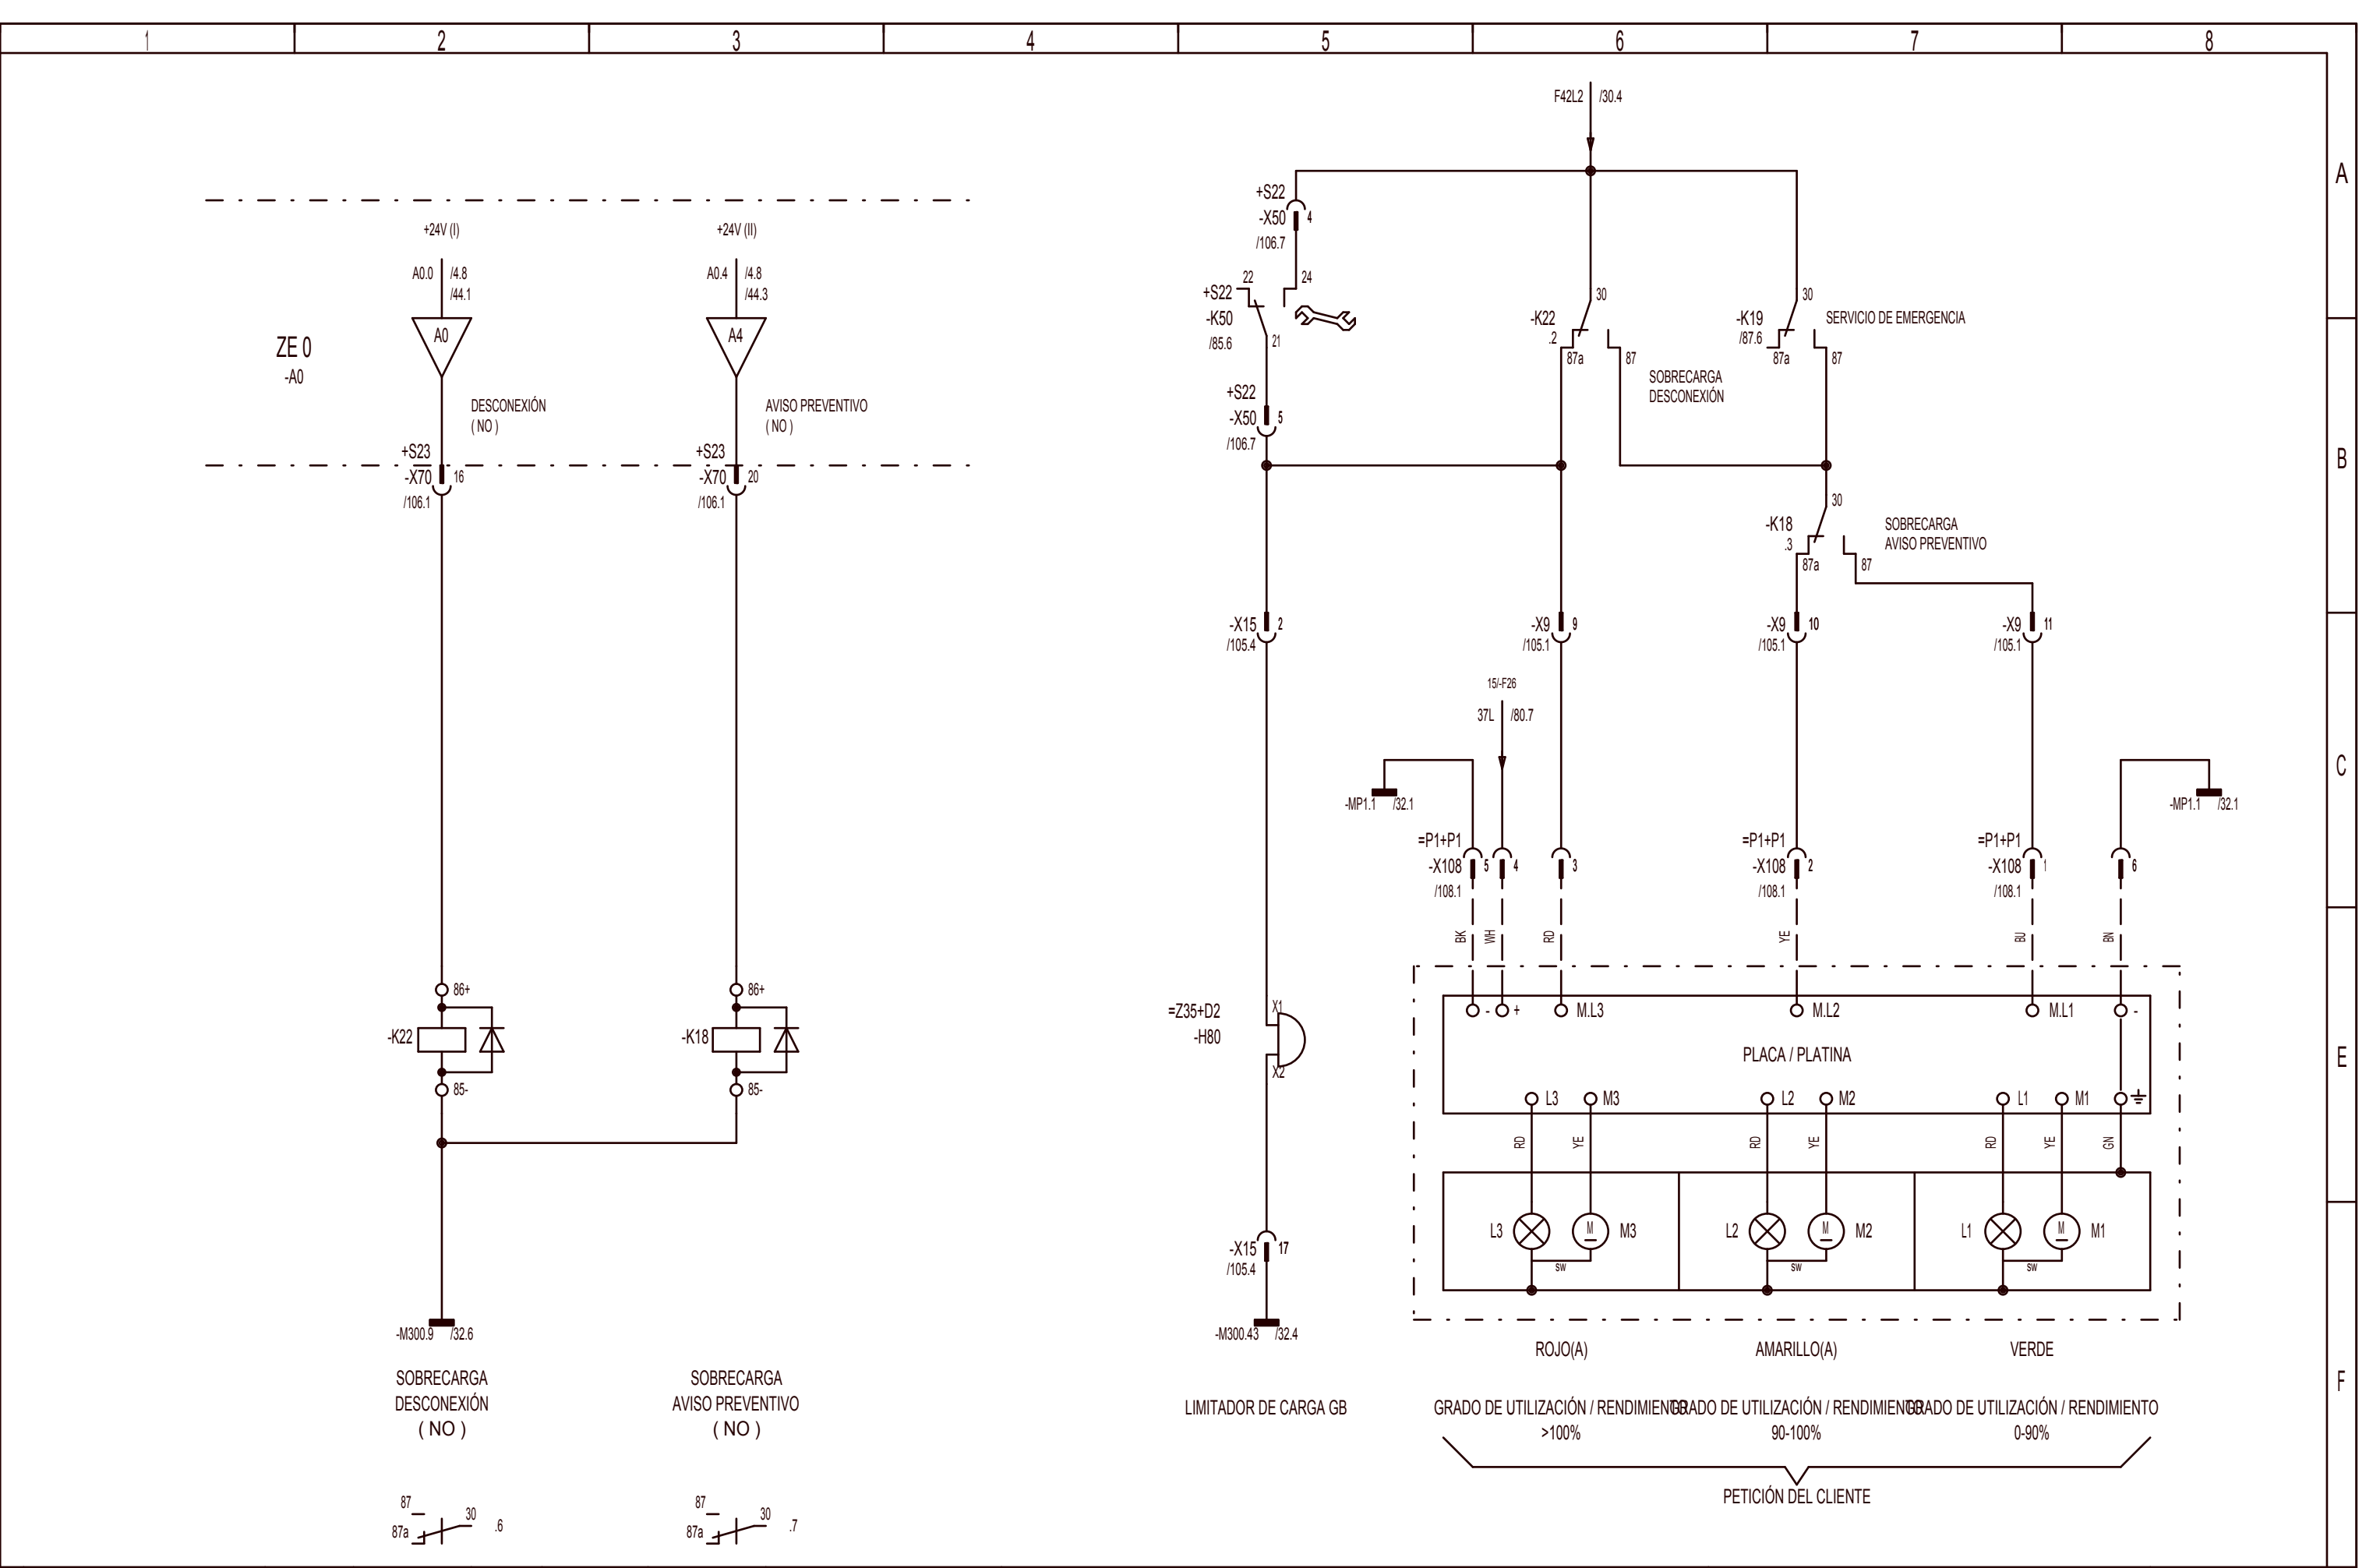 1 2 3 4 5 6 7 8
F42L2 /30.4
A
+S22
-X50 4
/106.7
+24V (I) +24V (II)
A0.0 /4.8
/44.1
A0.4 /4.8
/44.3
22 24
+S22
-K50
/85.6 21
30
-K22
.2
87a 87
30
-K19
/87.6
87a 87
SERVICIO DE EMERGENCIA
ZE 0
-A0
A0 A4
SOBRECARGA
DESCONEXIÓN
DESCONEXIÓN
( NO )
AVISO PREVENTIVO
( NO )
+S22
-X50 5
/106.7
B
+S23
-X70 16
/106.1
+S23
-X70 20
/106.1
30
-K18
.3
87a 87
SOBRECARGA
AVISO PREVENTIVO
-X15 2
/105.4
-X9 9
/105.1
-X9 10
/105.1
-X9 11
/105.1
15/-F26
37L /80.7
C
-MP1.1 /32.1
-MP1.1 /32.1
=P1+P1
-X108 5 4 3
/108.1
=P1+P1
-X108 2
/108.1
=P1+P1
-X108 1
/108.1
6
BK WH RD YE BU BN
86+
-K22
85-
86+
-K18
85-
=Z35+D2
-H80
X1
X2
- + M.L3 M.L2 M.L1 -
PLACA / PLATINA
E
L3 M3 L2 M2 L1 M1
RD YE RD YE RD YE GN
L3 M M3 L2 M M2 L1 M M1
sw sw sw
-X15 17
/105.4
-M300.9 /32.6
-M300.43 /32.4
ROJO(A) AMARILLO(A) VERDE
F
SOBRECARGA
DESCONEXIÓN
( NO )
SOBRECARGA
AVISO PREVENTIVO
( NO )
LIMITADOR DE CARGA GB
GRADO DE UTILIZACIÓN / RENDIMIENTO
>100%
GRADO DE UTILIZACIÓN / RENDIMIENTO
90-100%
GRADO DE UTILIZACIÓN / RENDIMIENTO
0-90%
PETICIÓN DEL CLIENTE
87
87a 30 .6
87
87a 30 .7